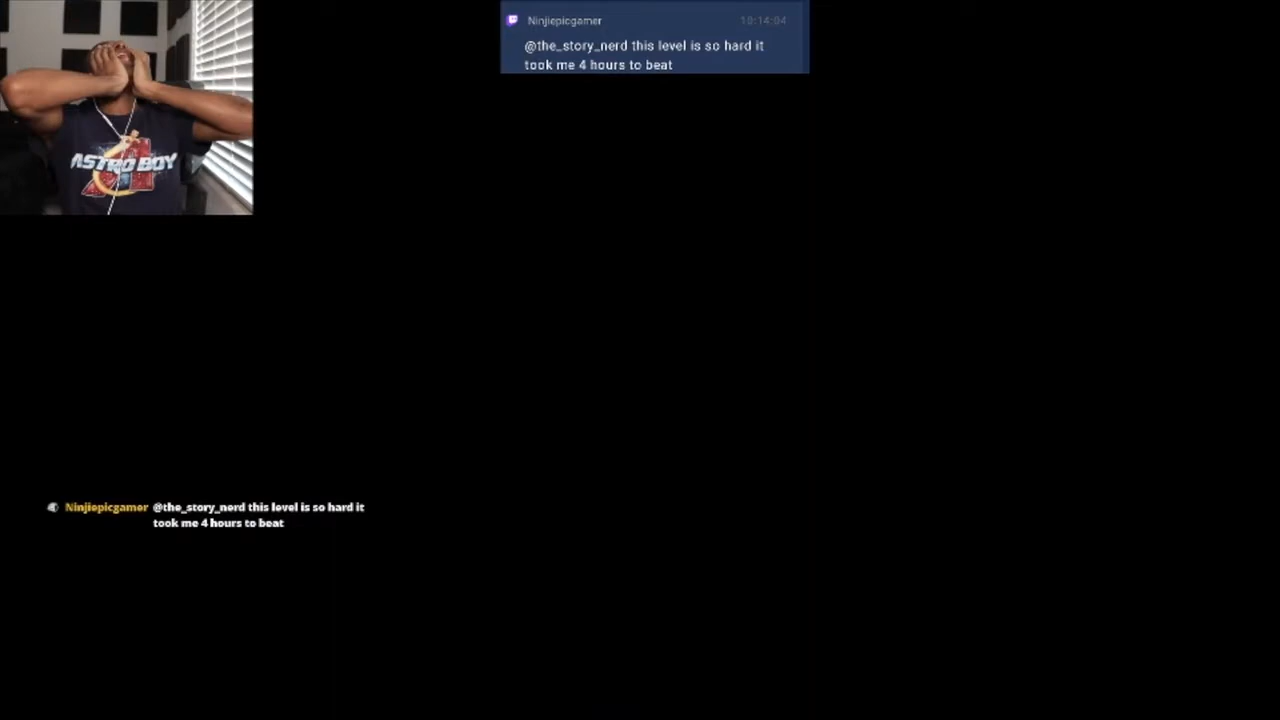 Ninjiepicgamer 10:14:04
@the_story_nerd this level is so hard it
took me 4 hours to beat
ASTRO BOY
Ninjiepicgamer @the_story_nerd this level is so hard it
took me 4 hours to beat